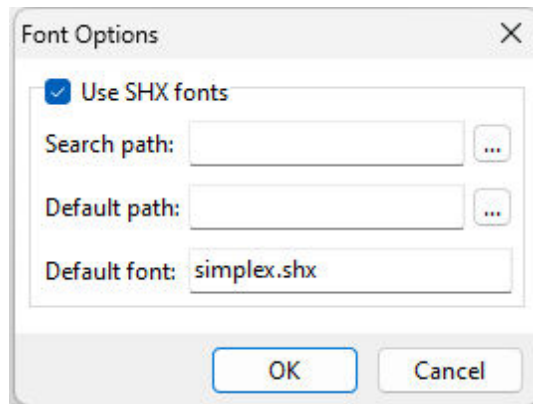 Font Options
Use SHX fonts
Search path:
...
Default path:
...
Default font: simplex.shx
OK Cancel